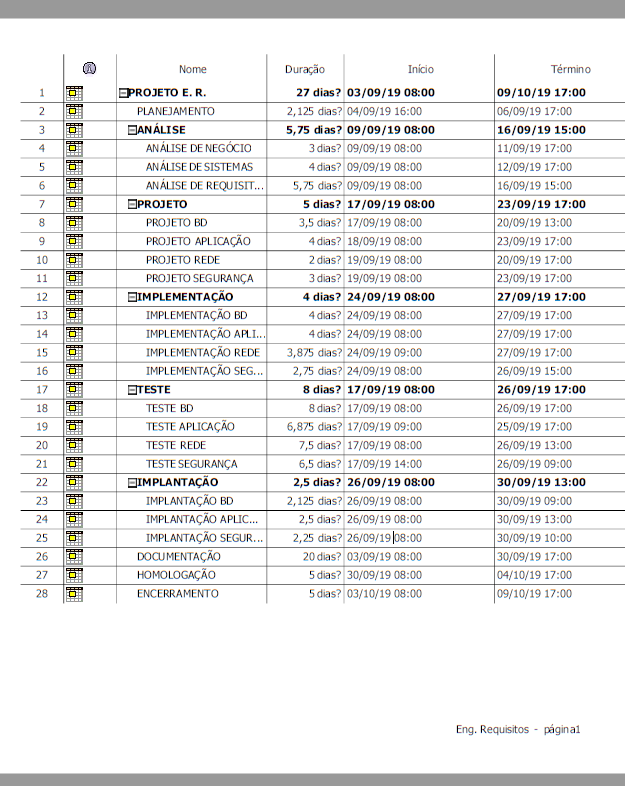 Nome Duração Início Término
1 PROJETO E. R. 27 dias? 03/09/19 08:00 09/10/19 17:00
2 PLANEJAMENTO 2,125 dias? 04/09/19 16:00 06/09/19 17:00
3 ANÁLISE 5,75 dias? 09/09/19 08:00 16/09/19 15:00
4 ANÁLISE DE NEGÓCIO 3 dias? 09/09/19 08:00 11/09/19 17:00
5 ANÁLISE DE SISTEMAS 4 dias? 09/09/19 08:00 12/09/19 17:00
6 ANÁLISE DE REQUISIT... 5,75 dias? 09/09/19 08:00 16/09/19 15:00
7 PROJETO 5 dias? 17/09/19 08:00 23/09/19 17:00
8 PROJETO BD 3,5 dias? 17/09/19 08:00 20/09/19 13:00
9 PROJETO APLICAÇÃO 4 dias? 18/09/19 08:00 23/09/19 17:00
10 PROJETO REDE 2 dias? 19/09/19 08:00 20/09/19 17:00
11 PROJETO SEGURANÇA 3 dias? 19/09/19 08:00 23/09/19 17:00
12 IMPLEMENTAÇÃO 4 dias? 24/09/19 08:00 27/09/19 17:00
13 IMPLEMENTAÇÃO BD 4 dias? 24/09/19 08:00 27/09/19 17:00
14 IMPLEMENTAÇÃO APLI... 4 dias? 24/09/19 08:00 27/09/19 17:00
15 IMPLEMENTAÇÃO REDE 3,875 dias? 24/09/19 09:00 27/09/19 17:00
16 IMPLEMENTAÇÃO SEG... 2,75 dias? 24/09/19 08:00 26/09/19 15:00
17 TESTE 8 dias? 17/09/19 08:00 26/09/19 17:00
18 TESTE BD 8 dias? 17/09/19 08:00 26/09/19 17:00
19 TESTE APLICAÇÃO 6,875 dias? 17/09/19 09:00 25/09/19 17:00
20 TESTE REDE 7,5 dias? 17/09/19 08:00 26/09/19 13:00
21 TESTE SEGURANÇA 6,5 dias? 17/09/19 14:00 26/09/19 09:00
22 IMPLANTAÇÃO 2,5 dias? 26/09/19 08:00 30/09/19 13:00
23 IMPLANTAÇÃO BD 2,125 dias? 26/09/19 08:00 30/09/19 09:00
24 IMPLANTAÇÃO APLIC... 2,5 dias? 26/09/19 08:00 30/09/19 13:00
25 IMPLANTAÇÃO SEGUR... 2,25 dias? 26/09/19 08:00 30/09/19 10:00
26 DOCUMENTAÇÃO 20 dias? 03/09/19 08:00 30/09/19 17:00
27 HOMOLOGAÇÃO 5 dias? 30/09/19 08:00 04/10/19 17:00
28 ENCERRAMENTO 5 dias? 03/10/19 08:00 09/10/19 17:00
Eng. Requisitos - página1